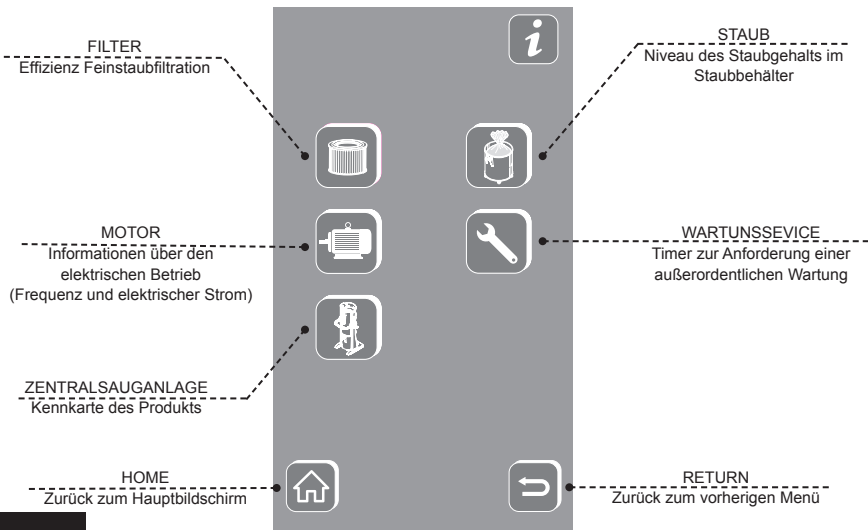 FILTER
Effizienz Feinstaubfiltration
STAUB
Niveau des Staubgehalts im
Staubbehälter
MOTOR
Informationen über den
elektrischen Betrieb
(Frequenz und elektrischer Strom)
WARTUNSSEVICE
Timer zur Anforderung einer
außerordentlichen Wartung
ZENTRALSAUGANLAGE
Kennkarte des Produkts
HOME
Zurück zum Hauptbildschirm
RETURN
Zurück zum vorherigen Menü
i